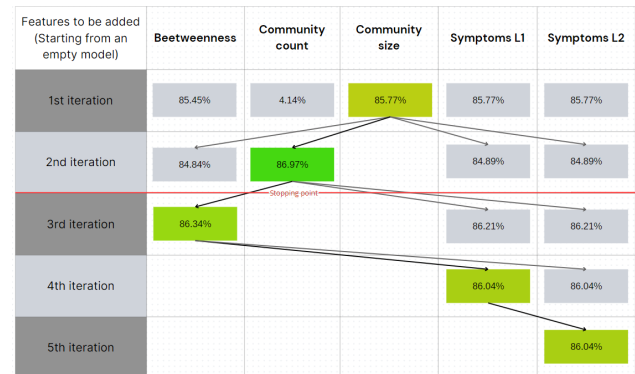 Features to be added
(Starting from an
empty model)
Beetweenness
Community
count
Community
size
Symptoms L1
Symptoms L2
1st iteration
85.45%
4.14%
85.77%
85.77%
85.77%
2nd iteration
84.84%
86.97%
84.89%
84.89%
Stopping point
3rd iteration
86.34%
86.21%
86.21%
4th iteration
86.04%
86.04%
5th iteration
86.04%